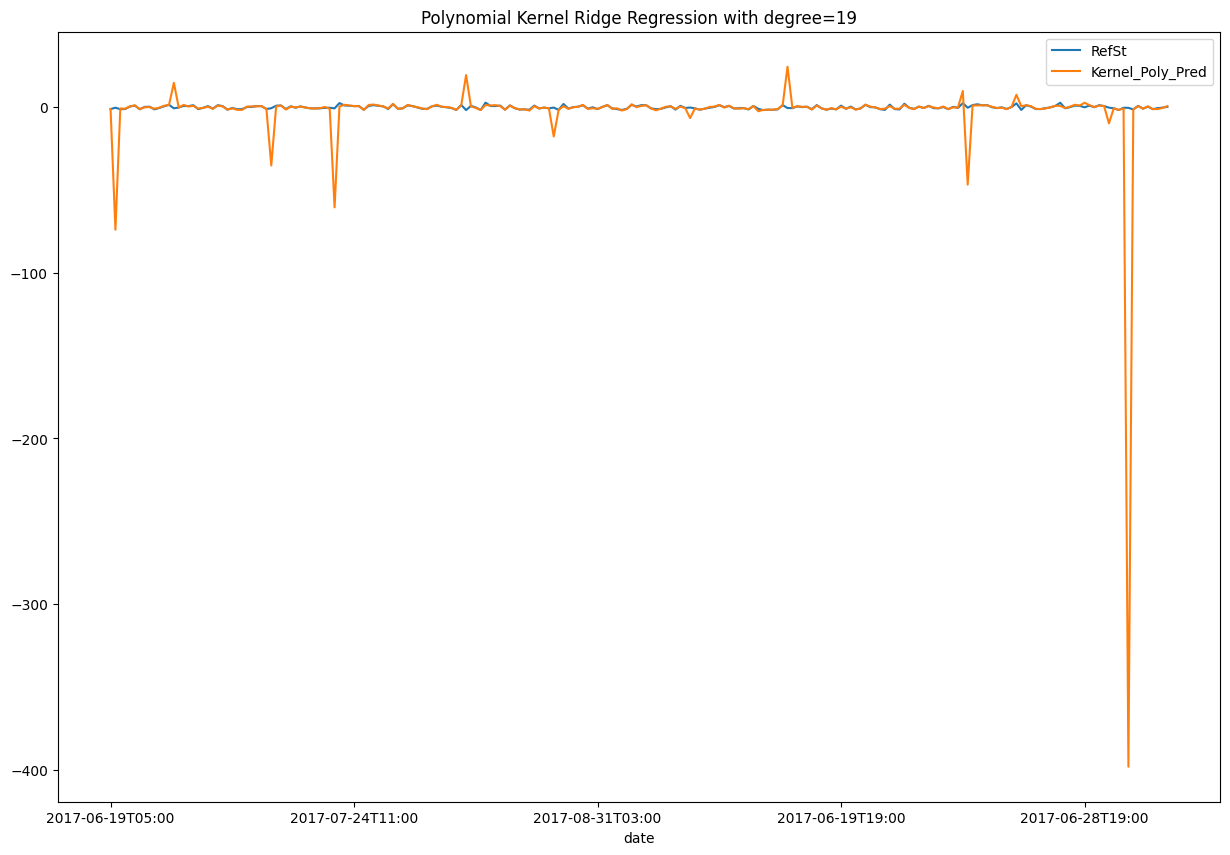 Polynomial Kernel Ridge Regression with degree=19
RefSt
Kernel_Poly_Pred
0
−100
−200
−300
−400
2017-06-19T05:00 2017-07-24T11:00 2017-08-31T03:00 2017-06-19T19:00 2017-06-28T19:00
date